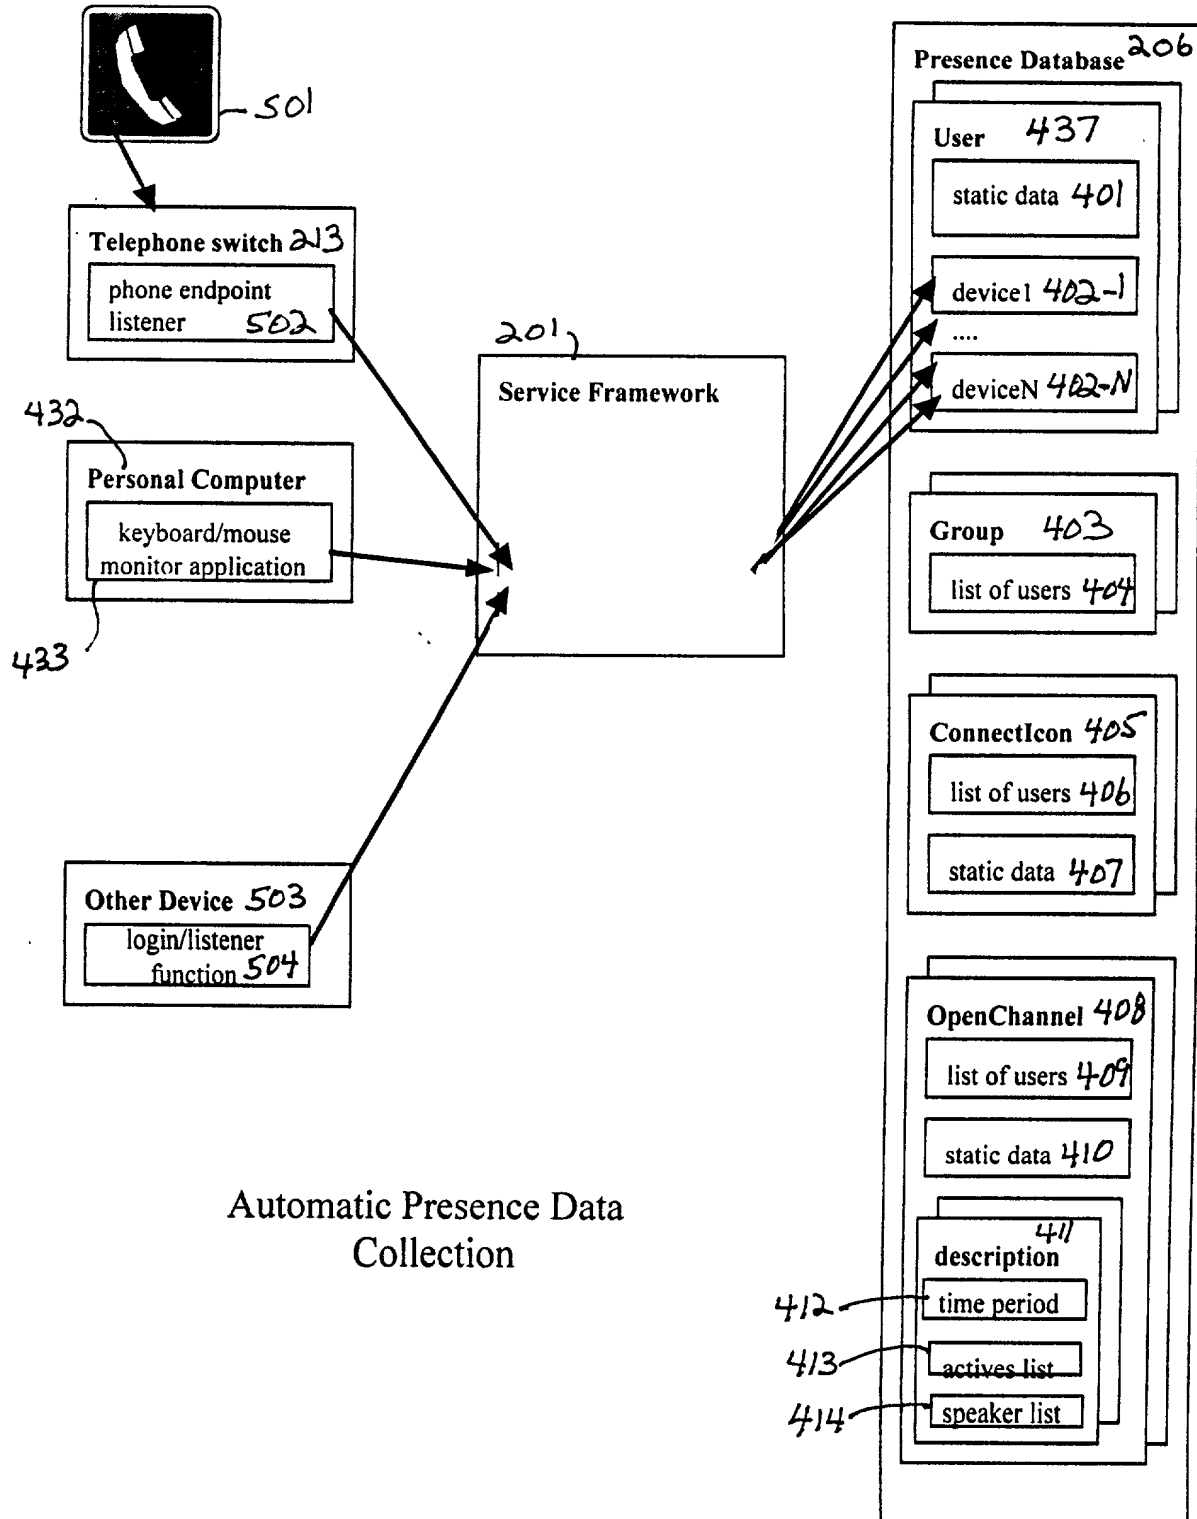 501
Telephone switch 213
phone endpoint
listener 502
432
Personal Computer
keyboard/mouse
monitor application
433
Other Device 503
login/listener
function 504
201
Service Framework
Automatic Presence Data
Collection
Presence Database 206
User 437
static data 401
device1 402-1
....
deviceN 402-N
Group 403
list of users 404
ConnectIcon 405
list of users 406
static data 407
OpenChannel 408
list of users 409
static data 410
411
description
412 time period
413 actives list
414 speaker list